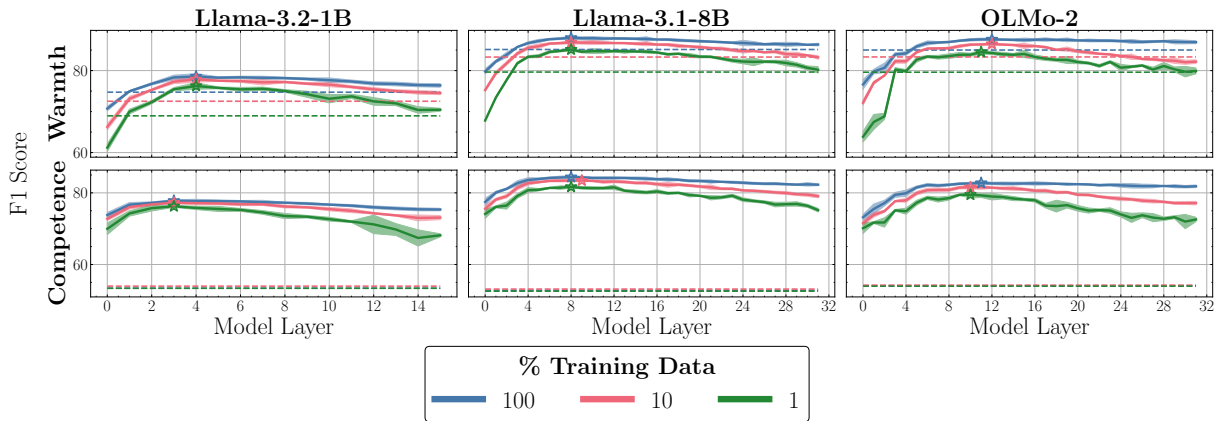 Llama-3.2-1B Llama-3.1-8B OLMo-2
F1 Score
Warmth
80
60
Competence
80
60
0 2 4 6 8 10 12 14
0 4 8 12 16 20 24 28 32
0 4 8 12 16 20 24 28 32
Model Layer Model Layer Model Layer
% Training Data
100 10 1